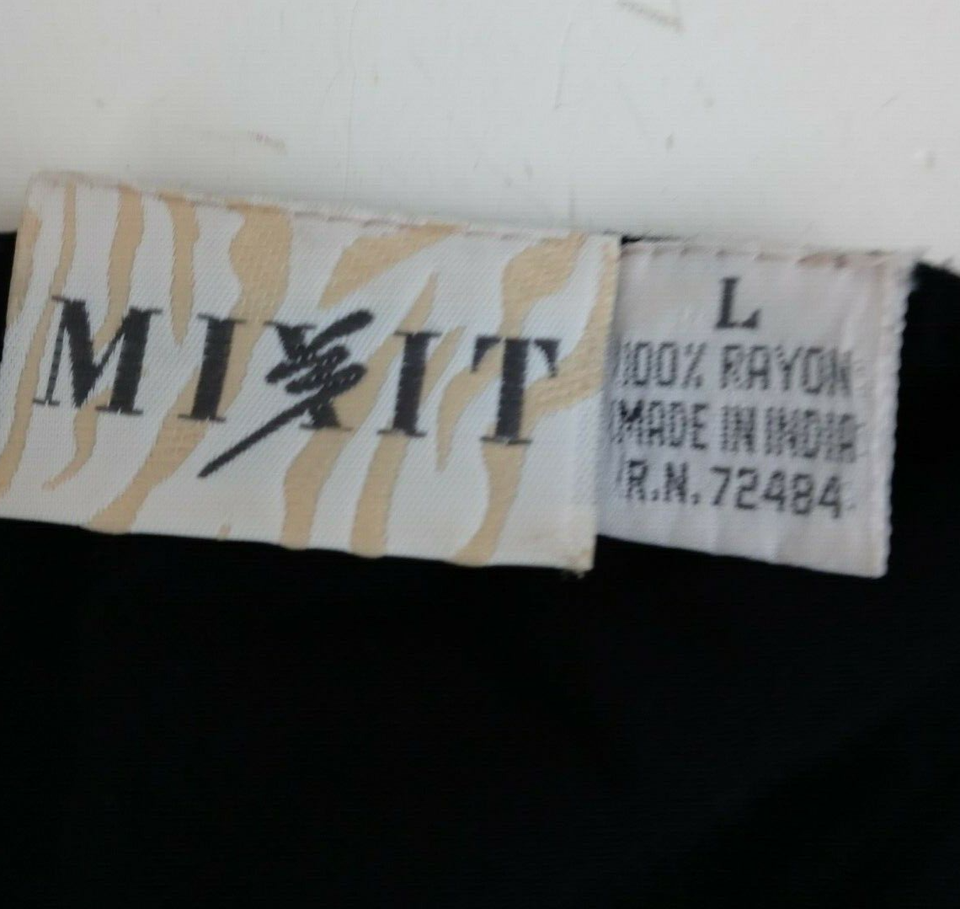 MIXIT
L
100% RAYON
MADE IN INDIA
R.N. 72484